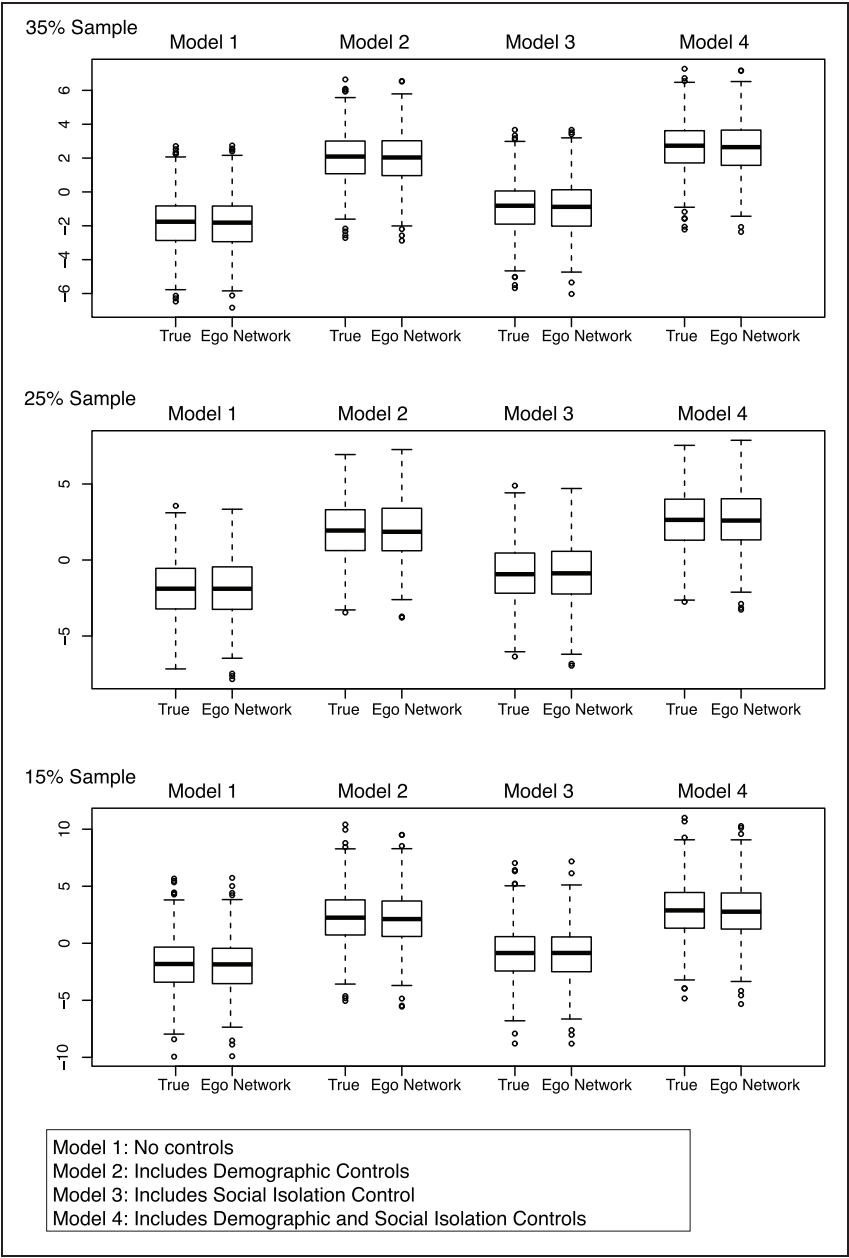 35% Sample
Model 1 Model 2 Model 3 Model 4
6
4
2
0
−2
−4
−6
True Ego Network True Ego Network True Ego Network True Ego Network
25% Sample
Model 1 Model 2 Model 3 Model 4
5
0
−5
True Ego Network True Ego Network True Ego Network True Ego Network
15% Sample
Model 1 Model 2 Model 3 Model 4
10
5
0
−5
−10
True Ego Network True Ego Network True Ego Network True Ego Network
Model 1: No controls
Model 2: Includes Demographic Controls
Model 3: Includes Social Isolation Control
Model 4: Includes Demographic and Social Isolation Controls